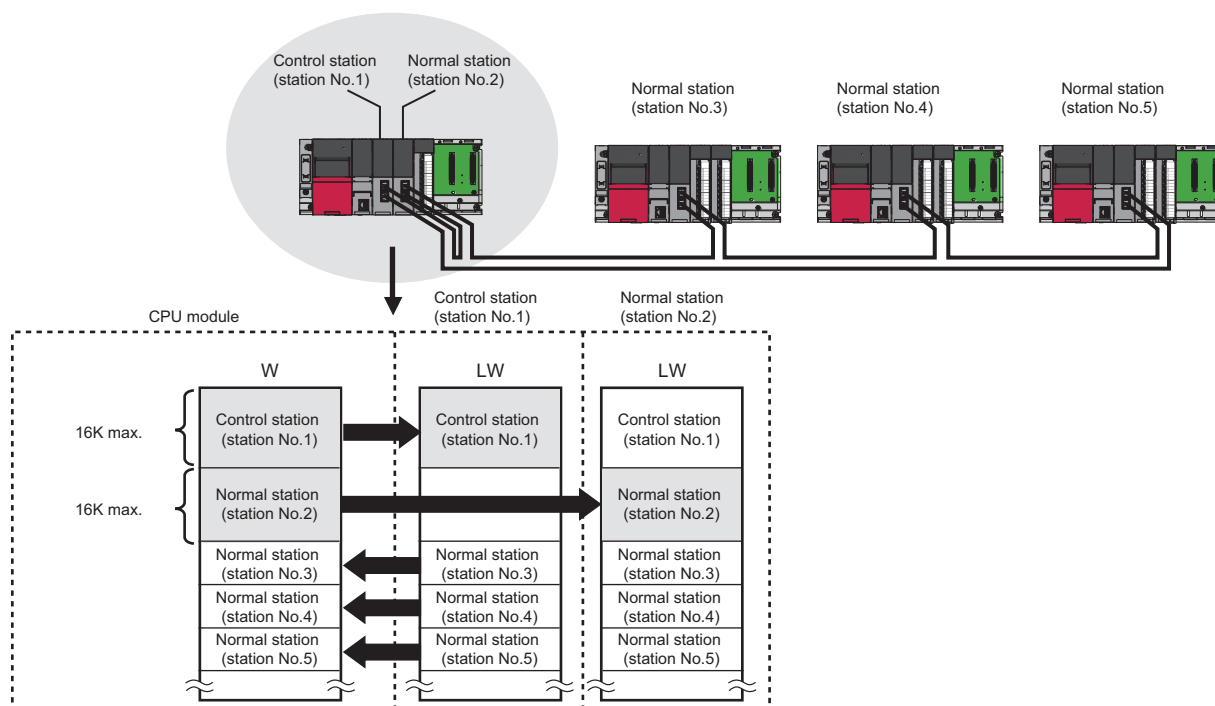 Control station
(station No.1)
Normal station
(station No.2)
Normal station
(station No.3)
Normal station
(station No.4)
Normal station
(station No.5)
CPU module
Control station
(station No.1)
Normal station
(station No.2)
W
LW
LW
16K max.
Control station
(station No.1)
Control station
(station No.1)
Control station
(station No.1)
16K max.
Normal station
(station No.2)
Normal station
(station No.2)
Normal station
(station No.3)
Normal station
(station No.3)
Normal station
(station No.3)
Normal station
(station No.4)
Normal station
(station No.4)
Normal station
(station No.4)
Normal station
(station No.5)
Normal station
(station No.5)
Normal station
(station No.5)